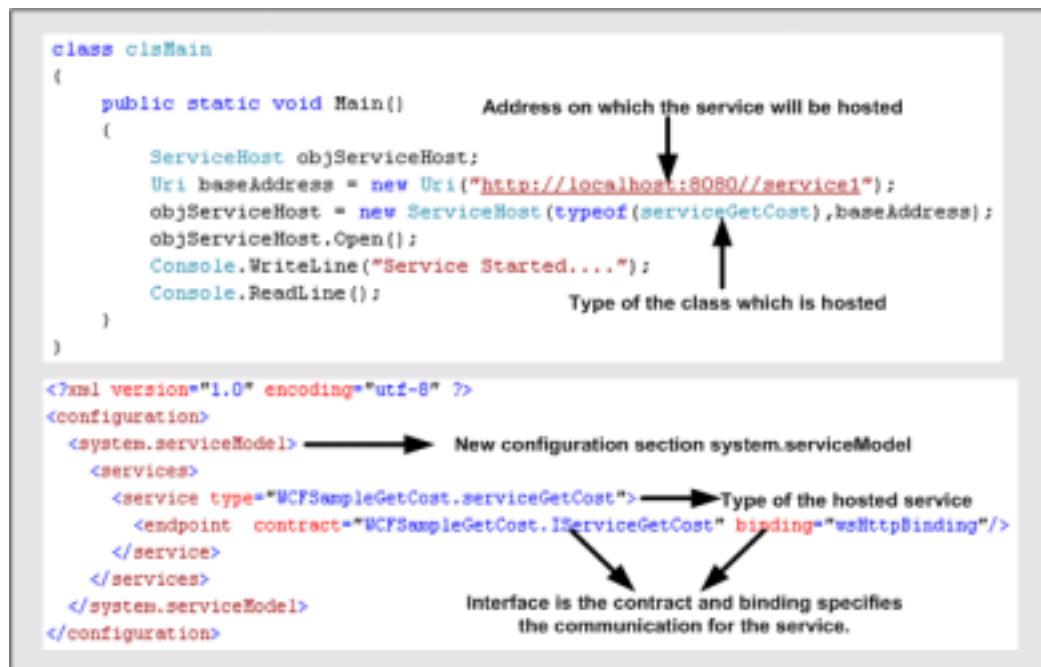 class clsMain
{
public static void Main()
Address on which the service will be hosted
{
ServiceHost objServiceHost;
Uri baseAddress = new Uri("http://localhost:8080//service1");
objServiceHost = new ServiceHost(typeof(serviceGetCost),baseAddress);
objServiceHost.Open();
Console.WriteLine("Service Started....");
Console.ReadLine();
Type of the class which is hosted
}
}
<?xml version="1.0" encoding="utf-8" ?>
<configuration>
<system.serviceModel>
New configuration section system.serviceModel
<services>
<service type="WCFSampleGetCost.serviceGetCost">
Type of the hosted service
<endpoint contract="WCFSampleGetCost.IServiceGetCost" binding="wsHttpBinding"/>
</service>
</services>
</system.serviceModel>
Interface is the contract and binding specifies
the communication for the service.
</configuration>